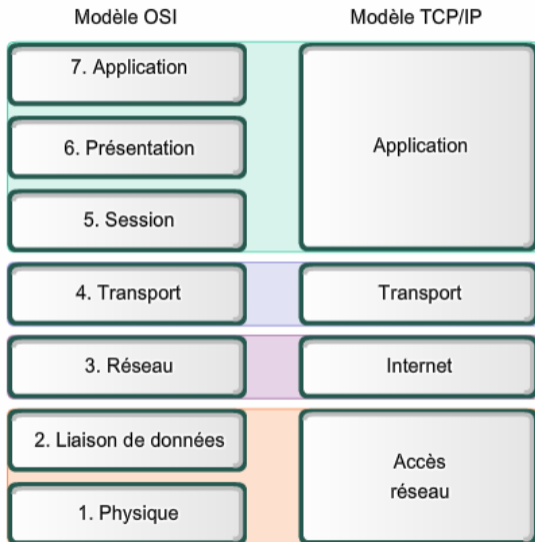 Modèle OSI
Modèle TCP/IP
7. Application
6. Présentation
5. Session
Application
4. Transport
Transport
3. Réseau
Internet
2. Liaison de données
1. Physique
Accès
réseau